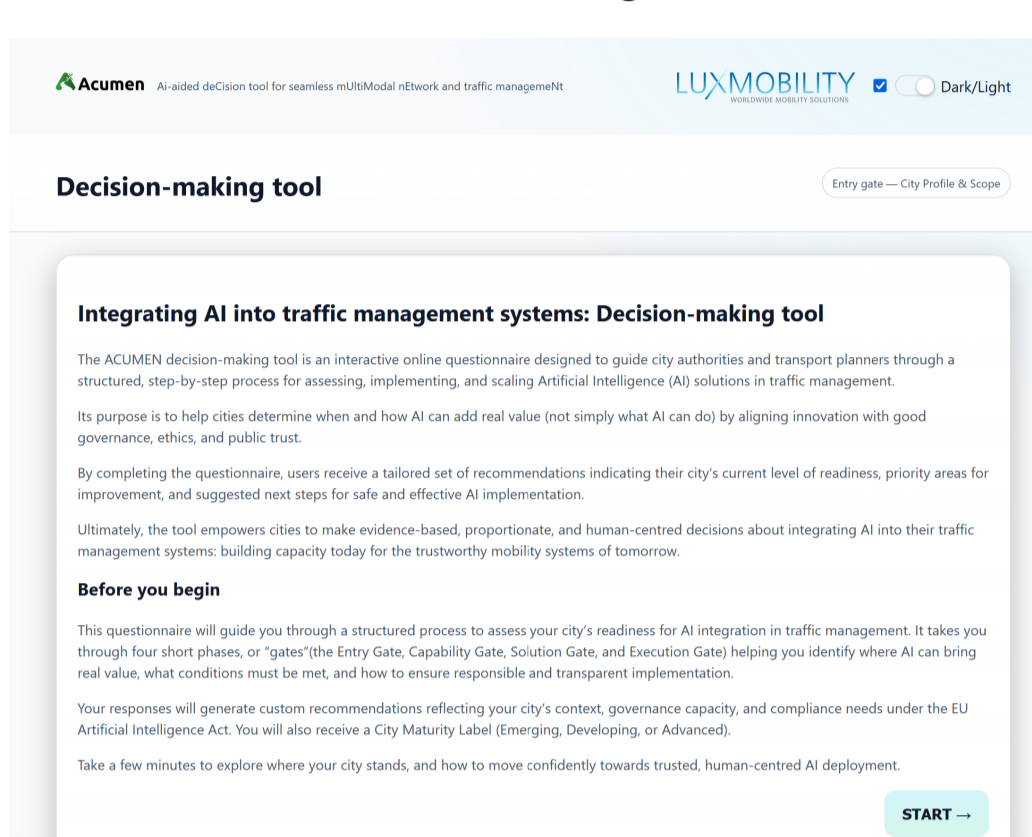 Acumen Ai-aided deCision tool for seamless mUltiModal nEtwork and traffic managemeNt
LUXMOBILITY
WORLDWIDE MOBILITY SOLUTIONS
Dark/Light
Decision-making tool
Entry gate — City Profile & Scope
Integrating AI into traffic management systems: Decision-making tool
The ACUMEN decision-making tool is an interactive online questionnaire designed to guide city authorities and transport planners through a
structured, step-by-step process for assessing, implementing, and scaling Artificial Intelligence (AI) solutions in traffic management.
Its purpose is to help cities determine when and how AI can add real value (not simply what AI can do) by aligning innovation with good
governance, ethics, and public trust.
By completing the questionnaire, users receive a tailored set of recommendations indicating their city's current level of readiness, priority areas for
improvement, and suggested next steps for safe and effective AI implementation.
Ultimately, the tool empowers cities to make evidence-based, proportionate, and human-centred decisions about integrating AI into their traffic
management systems: building capacity today for the trustworthy mobility systems of tomorrow.
Before you begin
This questionnaire will guide you through a structured process to assess your city's readiness for AI integration in traffic management. It takes you
through four short phases, or "gates"(the Entry Gate, Capability Gate, Solution Gate, and Execution Gate) helping you identify where AI can bring
real value, what conditions must be met, and how to ensure responsible and transparent implementation.
Your responses will generate custom recommendations reflecting your city's context, governance capacity, and compliance needs under the EU
Artificial Intelligence Act. You will also receive a City Maturity Label (Emerging, Developing, or Advanced).
Take a few minutes to explore where your city stands, and how to move confidently towards trusted, human-centred AI deployment.
START →